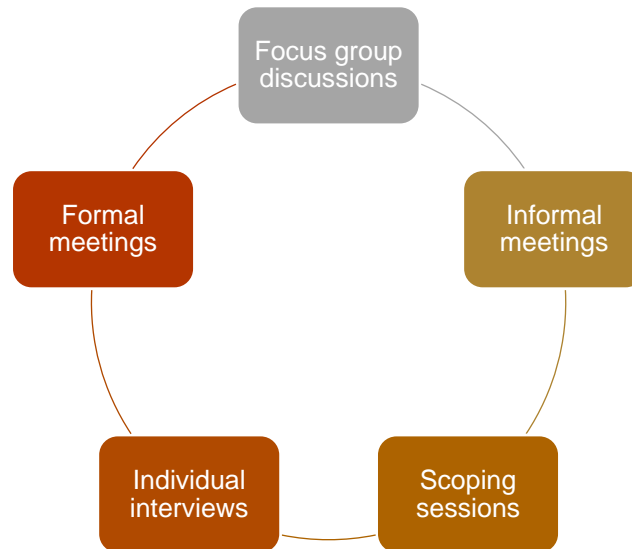 Focus group
discussions
Informal
meetings
Scoping
sessions
Individual
interviews
Formal
meetings